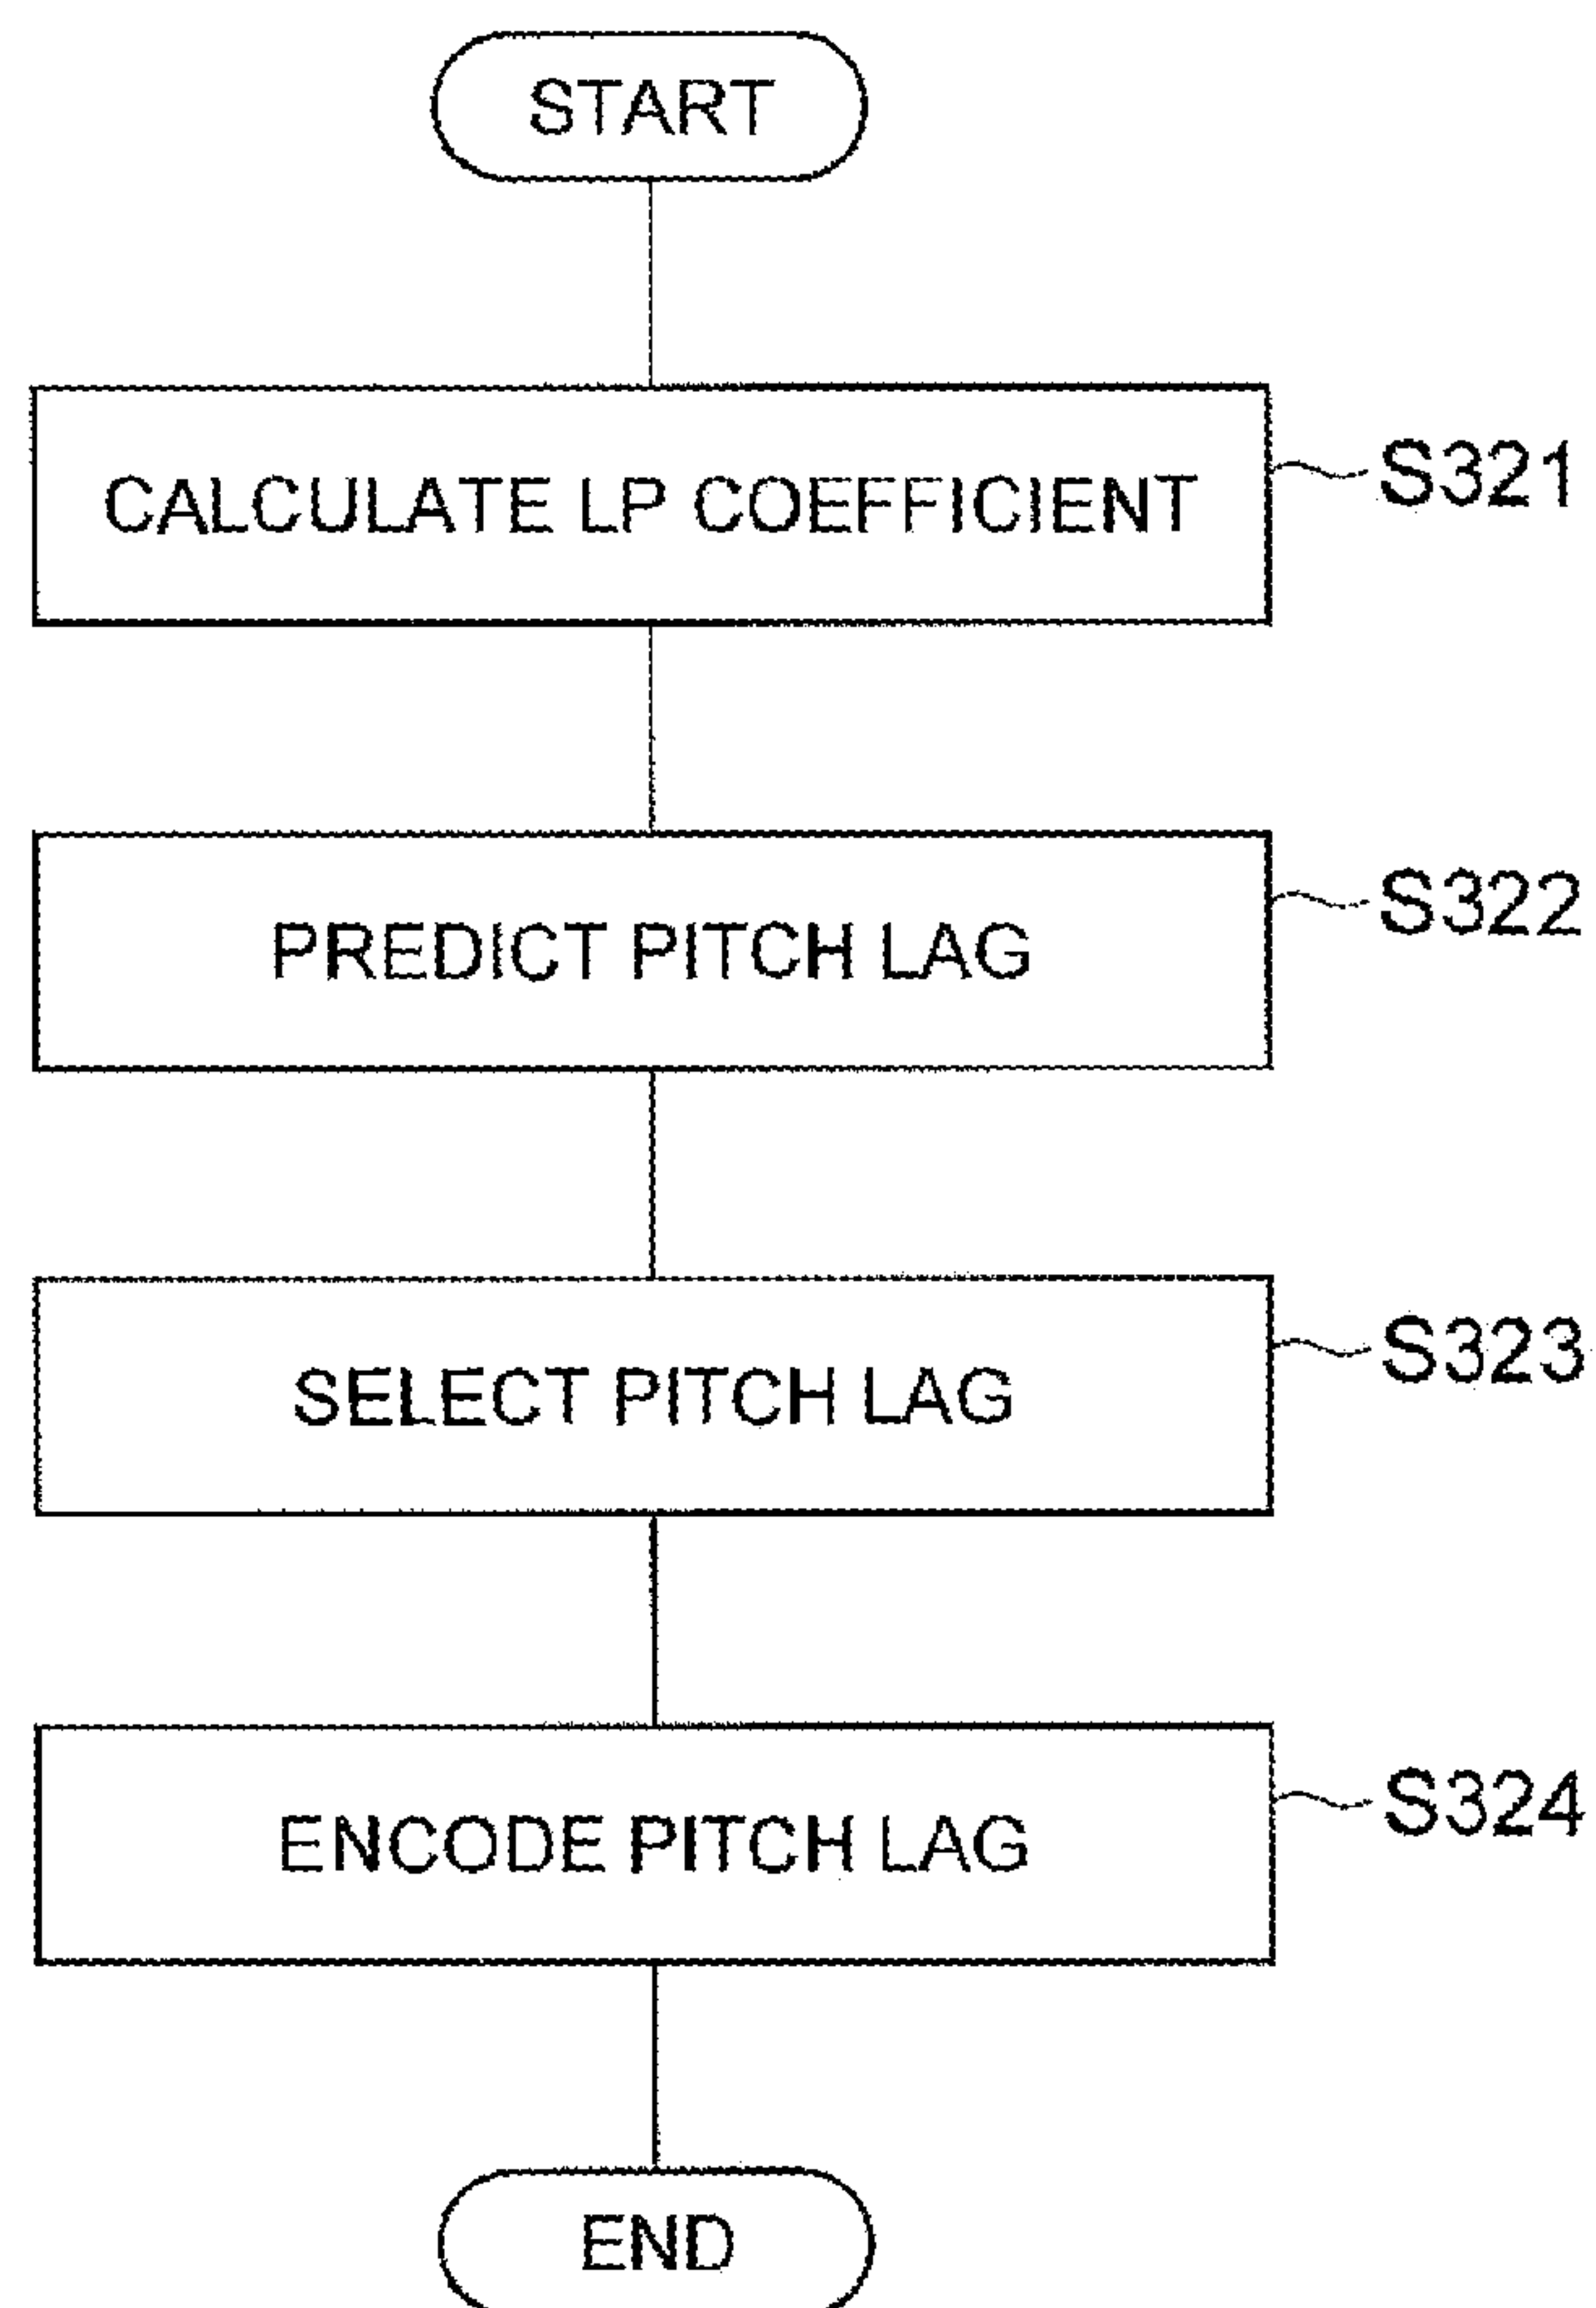 START
CALCULATE LP COEFFICIENT
S321
PREDICT PITCH LAG
S322
SELECT PITCH LAG
S323
ENCODE PITCH LAG
S324
END